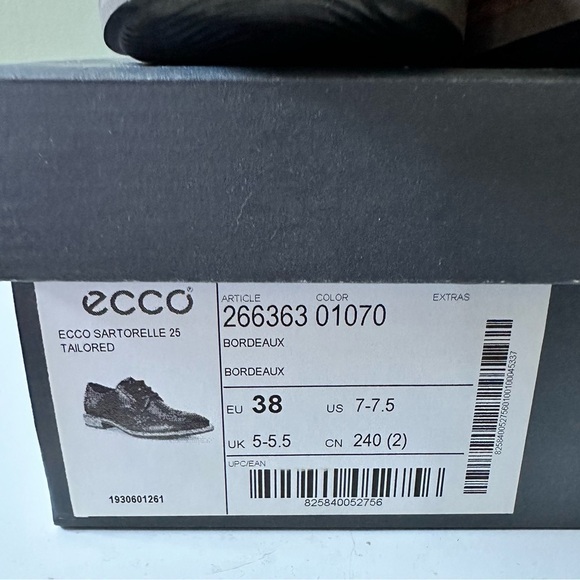 ecco
ECCO SARTORELLE 25
TAILORED
1930601261
ARTICLE COLOR EXTRAS
266363 01070
BORDEAUX
BORDEAUX
EU 38 US 7-7.5
UK 5-5.5 CN 240 (2)
UPC/EAN
825840052756
82584005275601001000045337